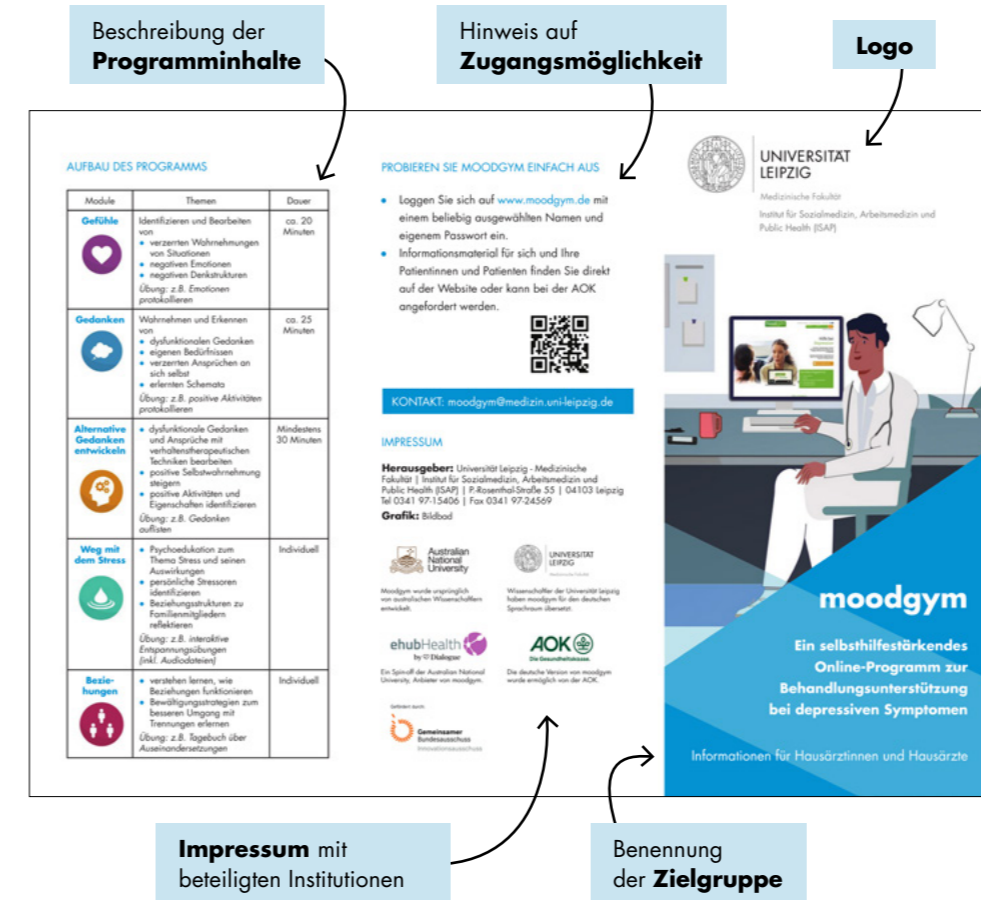 Beschreibung der
Programminhalte
Hinweis auf
Zugangsmöglichkeit
Logo
AUFBAU DES PROGRAMMS
Module Themen Dauer
Gefühle
Identifizieren und Bearbeiten
von
• verzerrten Wahrnehmungen
von Situationen
• negativen Emotionen
• negativen Denkstrukturen
Übung: z.B. Emotionen
protokollieren
ca. 20
Minuten
Gedanken
Wahrnehmen und Erkennen
von
• dysfunktionalen Gedanken
• eigenen Bedürfnissen
• verzerrten Ansprüchen an
sich selbst
• erlernten Schemata
Übung: z.B. positive Aktivitäten
protokollieren
ca. 25
Minuten
Alternative
Gedanken
entwickeln
• dysfunktionale Gedanken
und Ansprüche mit
verhaltenstherapeutischen
Techniken bearbeiten
• positive Selbstwahrnehmung
steigern
• positive Aktivitäten und
Eigenschaften identifizieren
Übung: z.B. Gedanken
auflisten
Mindestens
30 Minuten
Weg mit
dem Stress
• Psychoedukation zum
Thema Stress und seinen
Auswirkungen
• persönliche Stressoren
identifizieren
• Beziehungsstrukturen zu
Familienmitgliedern
reflektieren
Übung: z.B. interaktive
Entspannungsübungen
(inkl. Audiodateien)
Individuell
Bezie-
hungen
• verstehen lernen, wie
Beziehungen funktionieren
• Bewältigungsstrategien zum
besseren Umgang mit
Trennungen erlernen
Übung: z.B. Tagebuch über
Auseinandersetzungen
Individuell
PROBIEREN SIE MOODGYM EINFACH AUS
• Loggen Sie sich auf www.moodgym.de mit
einem beliebig ausgewählten Namen und
eigenem Passwort ein.
• Informationsmaterial für sich und Ihre
Patientinnen und Patienten finden Sie direkt
auf der Website oder kann bei der AOK
angefordert werden.
KONTAKT: moodgym@medizin.uni-leipzig.de
IMPRESSUM
Herausgeber: Universität Leipzig - Medizinische
Fakultät | Institut für Sozialmedizin, Arbeitsmedizin und
Public Health (ISAP) | P.-Rosenthal-Straße 55 | 04103 Leipzig
Tel 0341 97-15406 | Fax 0341 97-24569
Grafik: Bildbad
Australian
National
University
Moodgym wurde ursprünglich
von australischen Wissenschaftlern
entwickelt.
UNIVERSITÄT
LEIPZIG
Medizinische Fakultät
Wissenschaftler der Universität Leipzig
haben moodgym für den deutschen
Sprachraum übersetzt.
ehubHealth
by Dialogue
Ein Spin-off der Australian National
University, Anbieter von moodgym.
AOK
Die Gesundheitskasse.
Die deutsche Version von moodgym
wurde ermöglich von der AOK.
Gefördert durch:
Gemeinsamer
Bundesausschuss
Innovationsausschuss
UNIVERSITÄT
LEIPZIG
Medizinische Fakultät
Institut für Sozialmedizin, Arbeitsmedizin und
Public Health (ISAP)
moodgym
Ein selbsthilfestärkendes
Online-Programm zur
Behandlungsunterstützung
bei depressiven Symptomen
Informationen für Hausärztinnen und Hausärzte
Impressum mit
beteiligten Institutionen
Benennung
der Zielgruppe